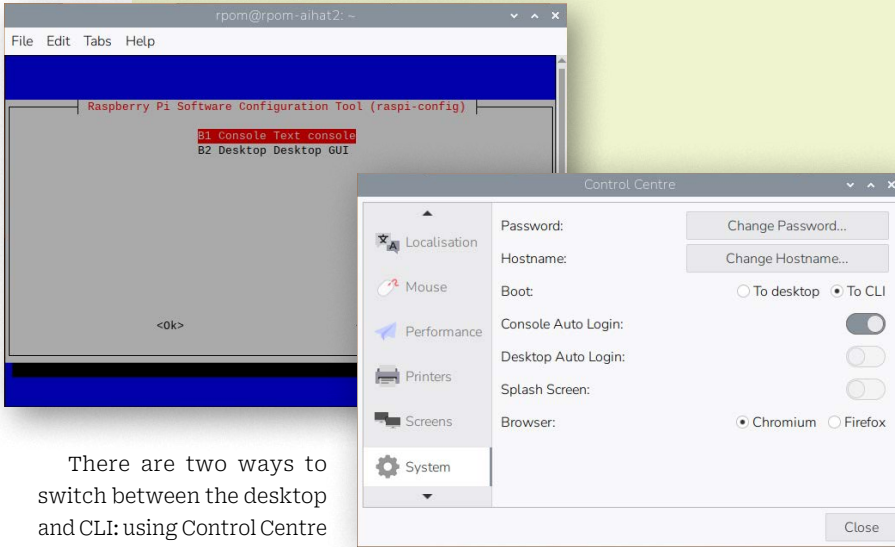 rpom@rpom-aihat2: ~
File Edit Tabs Help
Raspberry Pi Software Configuration Tool (raspi-config)
B1 Console Text console
B2 Desktop Desktop GUI
<Ok>
Control Centre
Localisation
Mouse
Performance
Printers
Screens
System
Password:
Change Password...
Hostname:
Change Hostname...
Boot:
To desktop To CLI
Console Auto Login:
Desktop Auto Login:
Splash Screen:
Browser:
Chromium Firefox
Close
There are two ways to
switch between the desktop
and CLI: using Control Centre